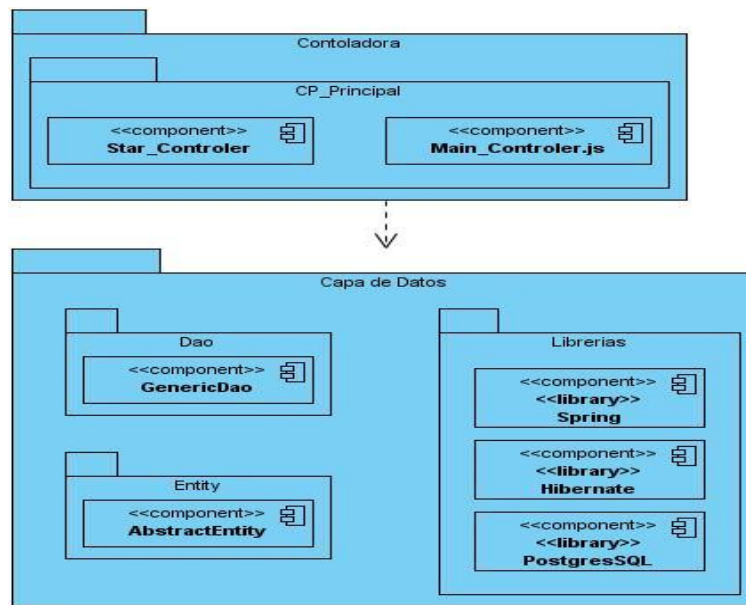 Contoladora
CP_Principal
<<component>>
Star_Controler
<<component>>
Main_Controler.js
Capa de Datos
Dao
<<component>>
GenericDao
Entity
<<component>>
AbstractEntity
Librerias
<<component>>
<<library>>
Spring
<<component>>
<<library>>
Hibernate
<<component>>
<<library>>
PostgresSQL